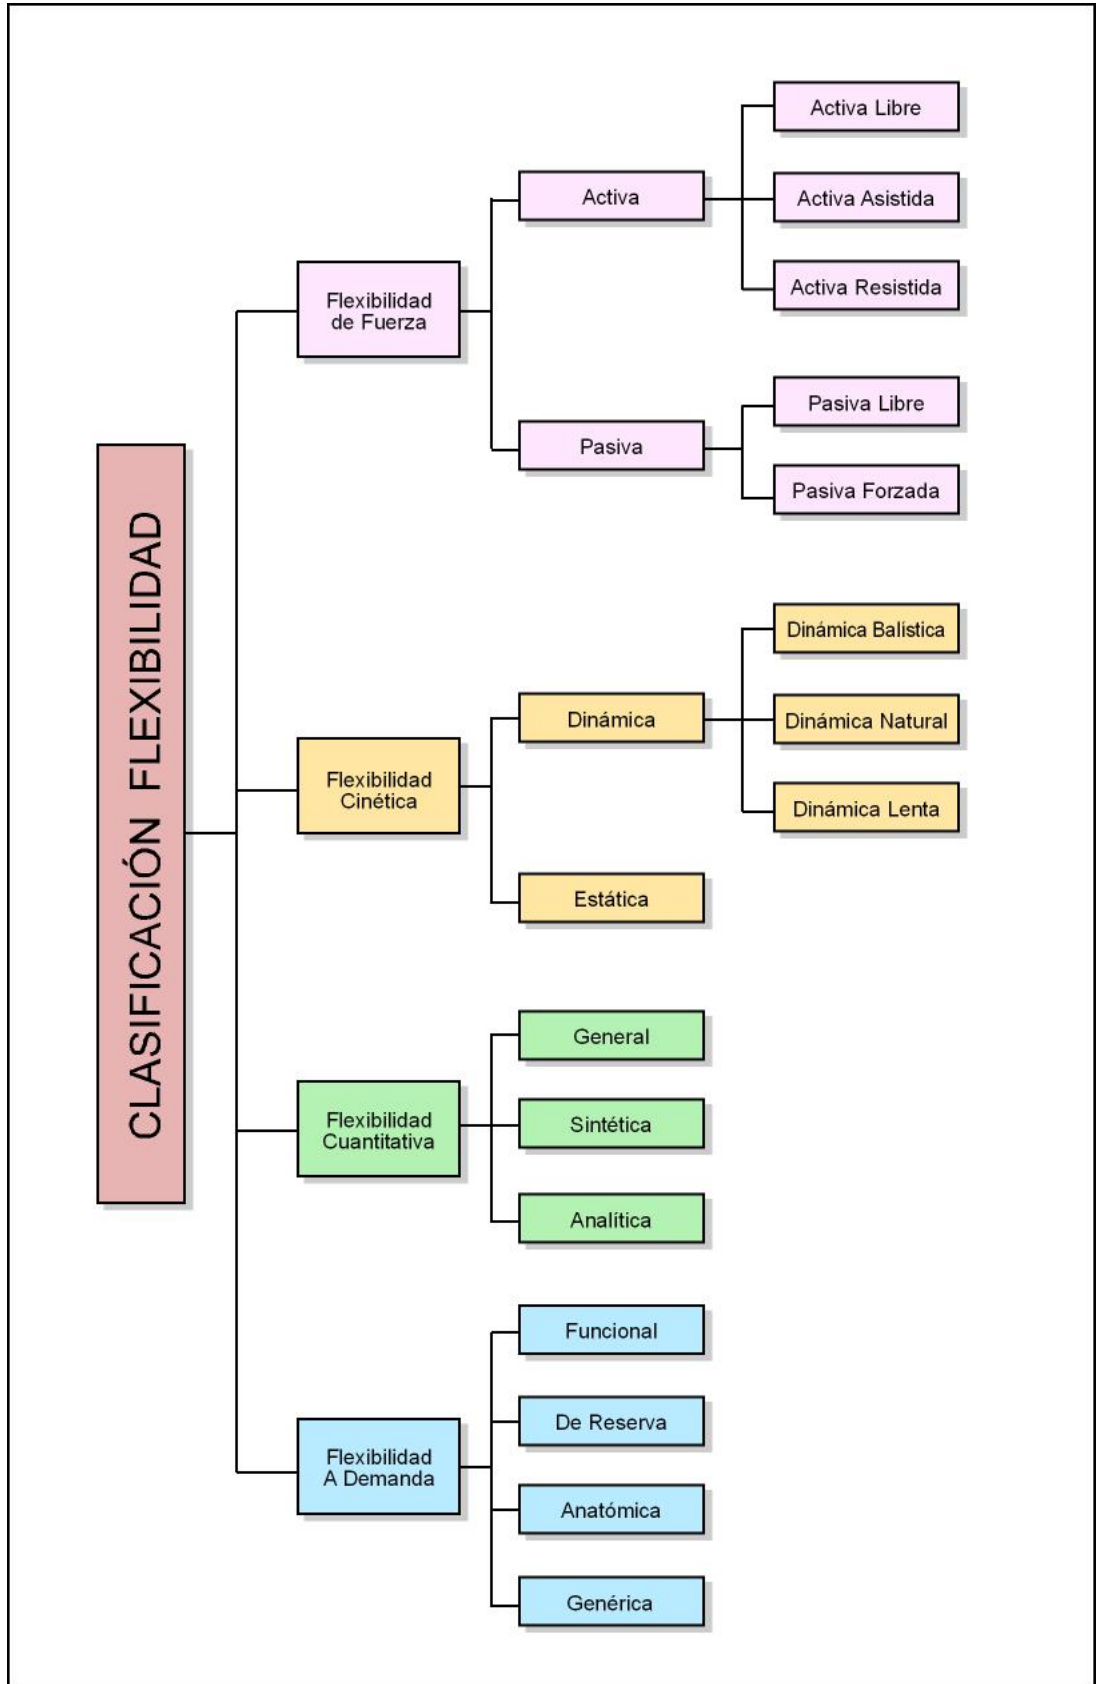 CLASIFICACIÓN FLEXIBILIDAD
Flexibilidad
de Fuerza
Activa
Activa Libre
Activa Asistida
Activa Resistida
Pasiva
Pasiva Libre
Pasiva Forzada
Flexibilidad
Cinética
Dinámica
Dinámica Balística
Dinámica Natural
Dinámica Lenta
Estática
Flexibilidad
Cuantitativa
General
Sintética
Analítica
Flexibilidad
A Demanda
Funcional
De Reserva
Anatómica
Genérica